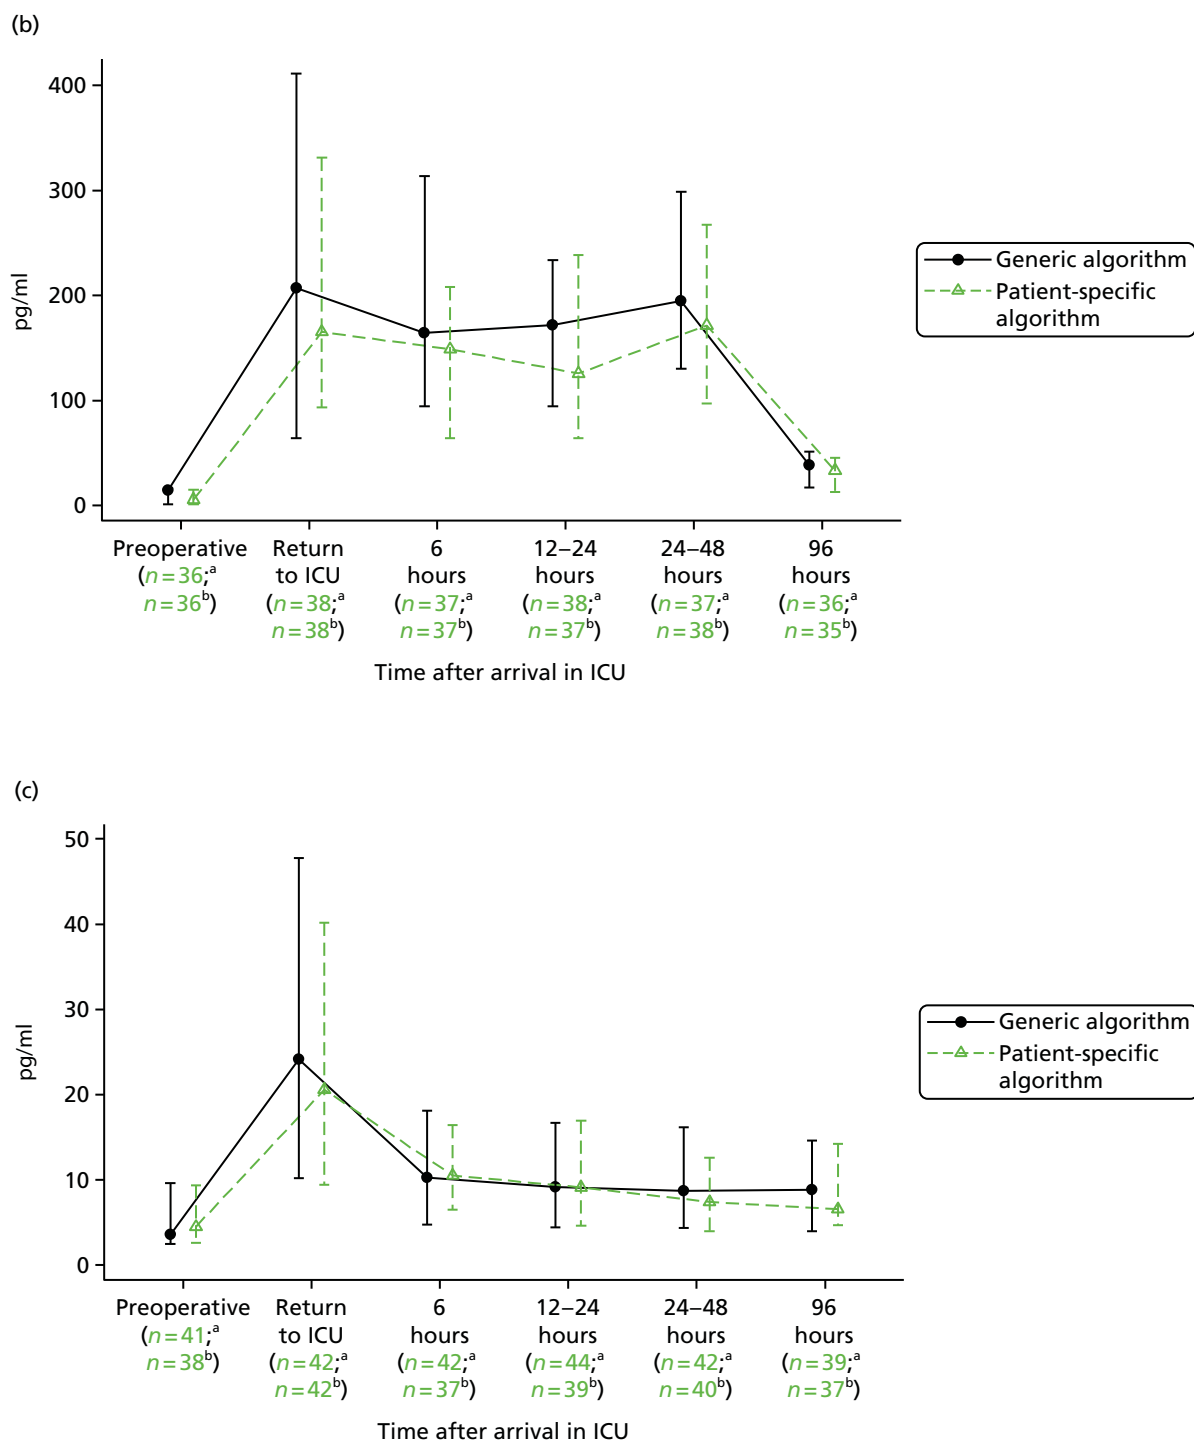 (b)
400
300
200
100
0
pg/ml
Generic algorithm
Patient-specific
algorithm
Preoperative
(n=36;a
n=36b)
Return
to ICU
(n=38;a
n=38b)
6
hours
(n=37;a
n=37b)
12–24
hours
(n=38;a
n=37b)
24–48
hours
(n=37;a
n=38b)
96
hours
(n=36;a
n=35b)
Time after arrival in ICU
(c)
50
40
30
20
10
0
pg/ml
Generic algorithm
Patient-specific
algorithm
Preoperative
(n=41;a
n=38b)
Return
to ICU
(n=42;a
n=42b)
6
hours
(n=42;a
n=37b)
12–24
hours
(n=44;a
n=39b)
24–48
hours
(n=42;a
n=40b)
96
hours
(n=39;a
n=37b)
Time after arrival in ICU